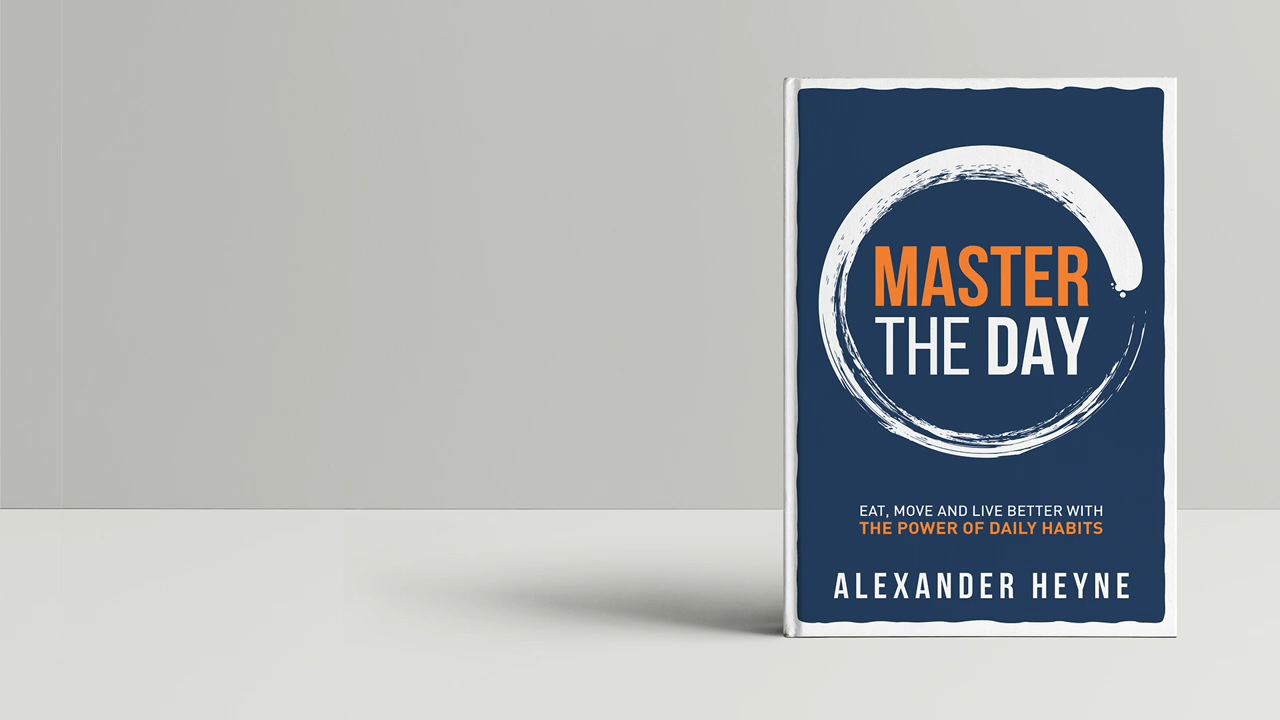 MASTER
THE DAY
EAT, MOVE AND LIVE BETTER WITH
THE POWER OF DAILY HABITS
ALEXANDER HEYNE